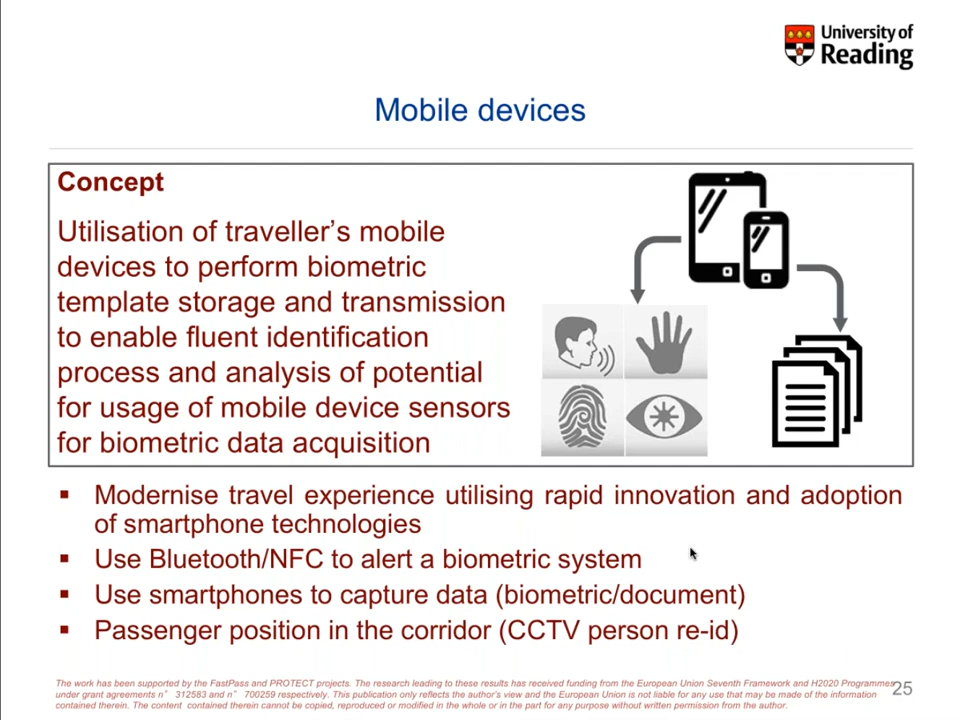 University of
Reading
Mobile devices
Concept
Utilisation of traveller's mobile
devices to perform biometric
template storage and transmission
to enable fluent identification
process and analysis of potential
for usage of mobile device sensors
for biometric data acquisition
▪ Modernise travel experience utilising rapid innovation and adoption
of smartphone technologies
▪ Use Bluetooth/NFC to alert a biometric system
▪ Use smartphones to capture data (biometric/document)
▪ Passenger position in the corridor (CCTV person re-id)
The work has been supported by the FastPass and PROTECT projects. The research leading to these results has received funding from the European Union Seventh Framework and H2020 Programmes
under grant agreements n° 312583 and n° 700259 respectively. This publication only reflects the author's view and the European Union is not liable for any use that may be made of the information
contained therein. The content contained therein cannot be copied, reproduced or modified in the whole or in the part for any purpose without written permission from the author.
25